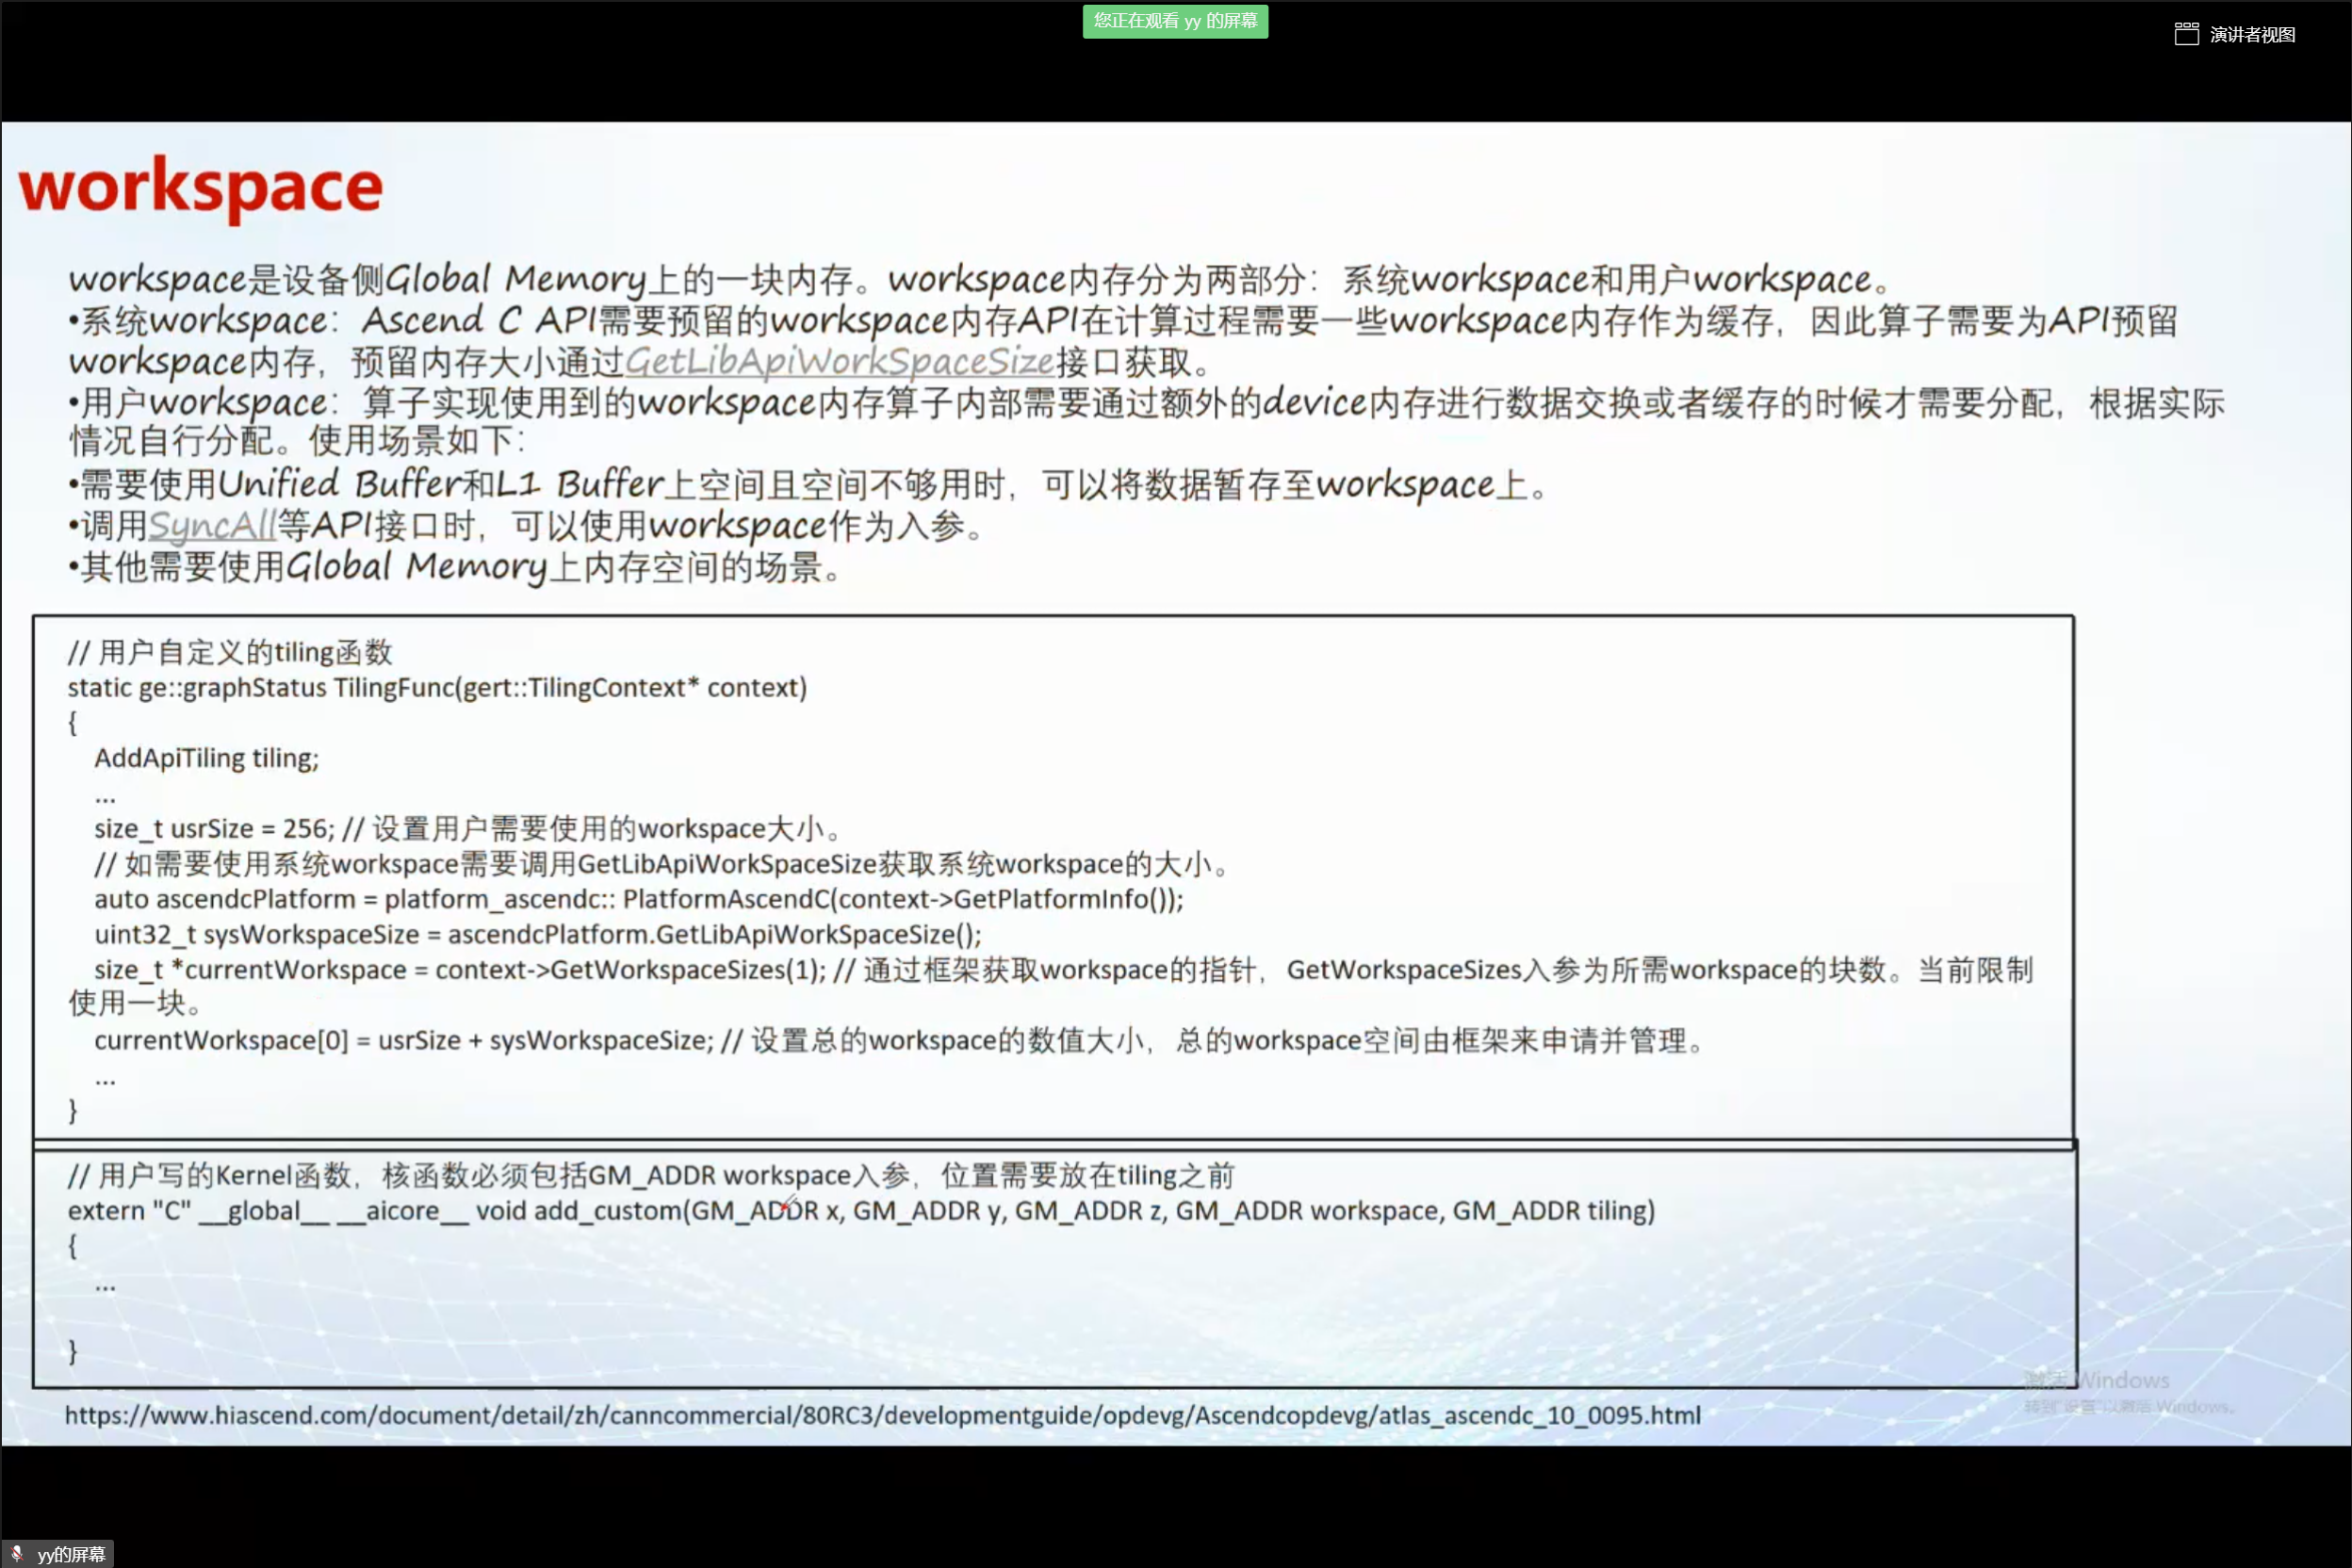 您正在观看 yy 的屏幕
演讲者视图
workspace
workspace是设备侧Global Memory上的一块内存。workspace内存分为两部分：系统workspace和用户workspace。
•系统workspace：Ascend C API需要预留的workspace内存API在计算过程需要一些workspace内存作为缓存，因此算子需要为API预留
workspace内存，预留内存大小通过GetLibApiWorkSpaceSize接口获取。
•用户workspace：算子实现使用到的workspace内存算子内部需要通过额外的device内存进行数据交换或者缓存的时候才需要分配，根据实际
情况自行分配。使用场景如下：
•需要使用Unified Buffer和L1 Buffer上空间且空间不够用时，可以将数据暂存至workspace上。
•调用SyncAll等API接口时，可以使用workspace作为入参。
•其他需要使用Global Memory上内存空间的场景。
// 用户自定义的tiling函数
static ge::graphStatus TilingFunc(gert::TilingContext* context)
{
AddApiTiling tiling;
...
size_t usrSize = 256; // 设置用户需要使用的workspace大小。
// 如需要使用系统workspace需要调用GetLibApiWorkSpaceSize获取系统workspace的大小。
auto ascendcPlatform = platform_ascendc:: PlatformAscendC(context->GetPlatformInfo());
uint32_t sysWorkspaceSize = ascendcPlatform.GetLibApiWorkSpaceSize();
size_t *currentWorkspace = context->GetWorkspaceSizes(1); // 通过框架获取workspace的指针，GetWorkspaceSizes入参为所需workspace的块数。当前限制
使用一块。
currentWorkspace[0] = usrSize + sysWorkspaceSize; // 设置总的workspace的数值大小，总的workspace空间由框架来申请并管理。
...
}
// 用户写的Kernel函数，核函数必须包括GM_ADDR workspace入参，位置需要放在tiling之前
extern "C" __global__ __aicore__ void add_custom(GM_ADDR x, GM_ADDR y, GM_ADDR z, GM_ADDR workspace, GM_ADDR tiling)
{
...
}
激活 Windows
转到"设置"以激活 Windows。
https://www.hiascend.com/document/detail/zh/canncommercial/80RC3/developmentguide/opdevg/Ascendcopdevg/atlas_ascendc_10_0095.html
yy的屏幕